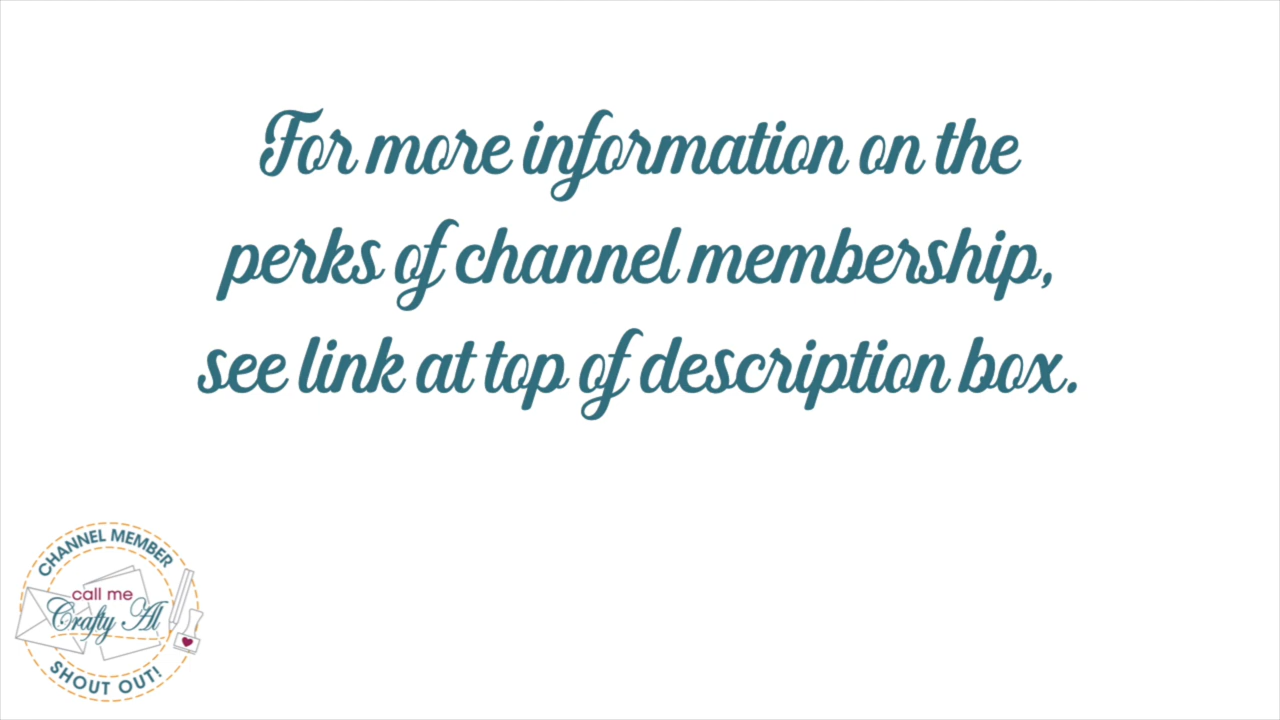 For more information on the
perks of channel membership,
see link at top of description box.
CHANNEL MEMBER
call me
Crafty Al
SHOUT OUT!